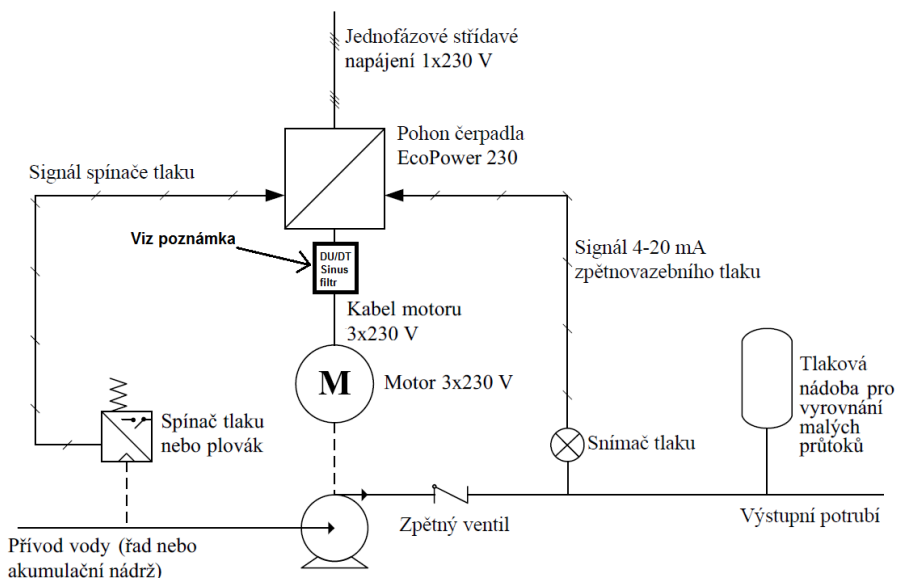 Jednofázové střídavé
napájení 1x230 V
Pohon čerpadla
EcoPower 230
Signál spínače tlaku
Viz poznámka
DU/DT
Sinus
filtr
Signál 4-20 mA
zpětnovazebního tlaku
Kabel motoru
3x230 V
M
Motor 3x230 V
Tlaková
nádoba pro
vyrovnání
malých
průtoků
Spínač tlaku
nebo plovák
Snímač tlaku
Zpětný ventil
Výstupní potrubí
Přívod vody (řad nebo
akumulační nádrž)